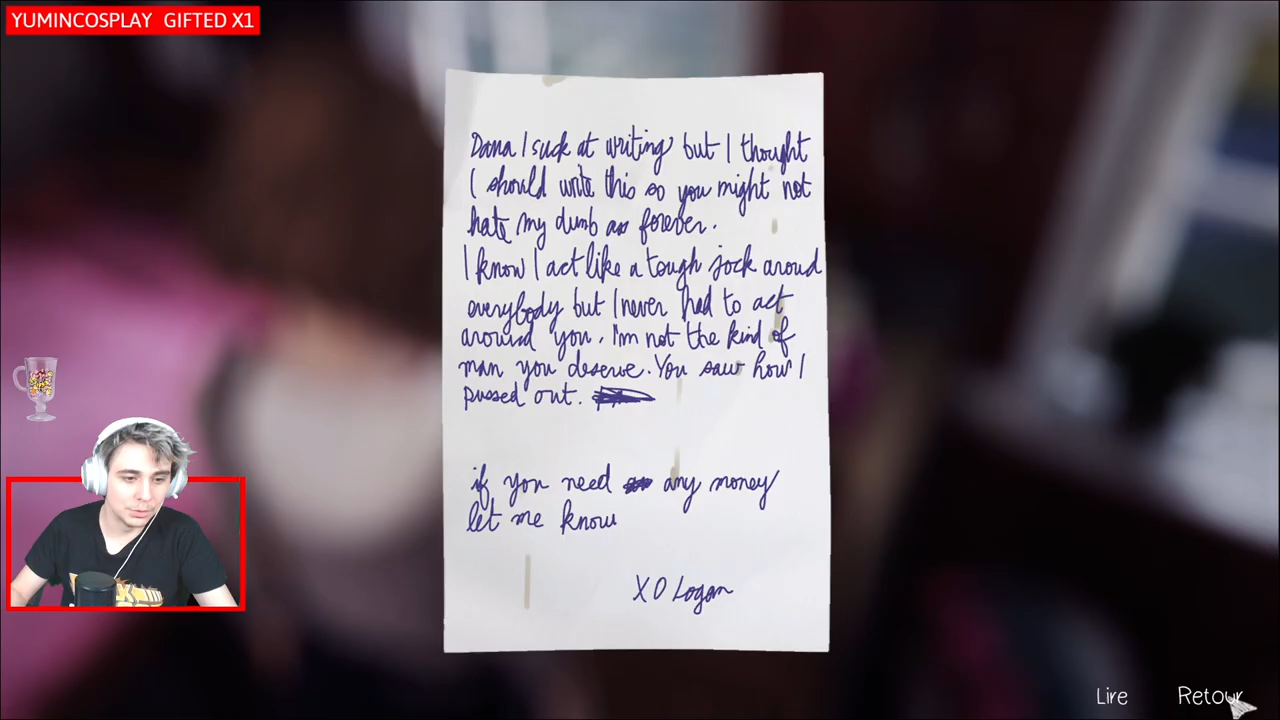 YUMINCOSPLAY GIFTED X1
Dana I suck at writing but I thought
I should write this so you might not
hate my dumb ass forever.
I know I act like a tough jock aroud
everybody but I never had to act
around you. I'm not the kind of
man you deserve. You saw how I
pussed out.
if you need any money
let me know
XO Logan
Lire
Retour